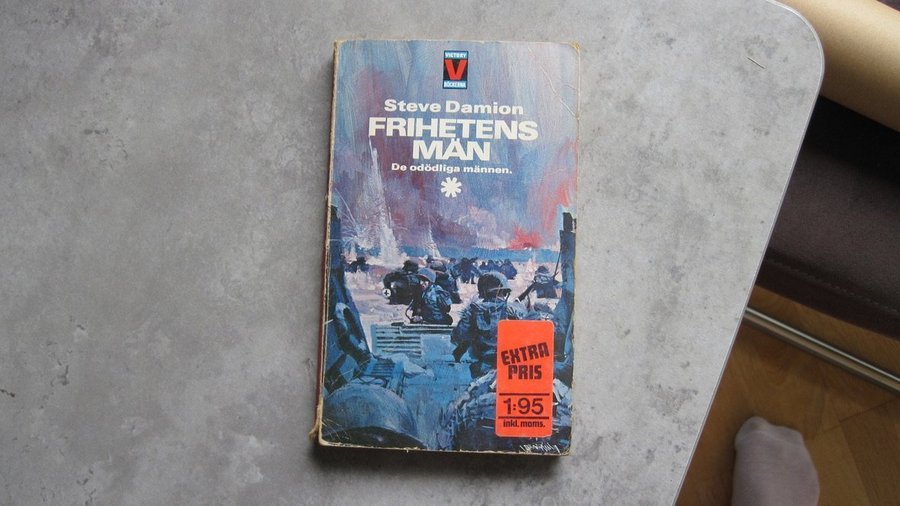 VICTORY
V
BÖCKERNA
Steve Damion
FRIHETENS
MÄN
De odödliga männen.
EXTRA
PRIS
1:95
inkl. moms.